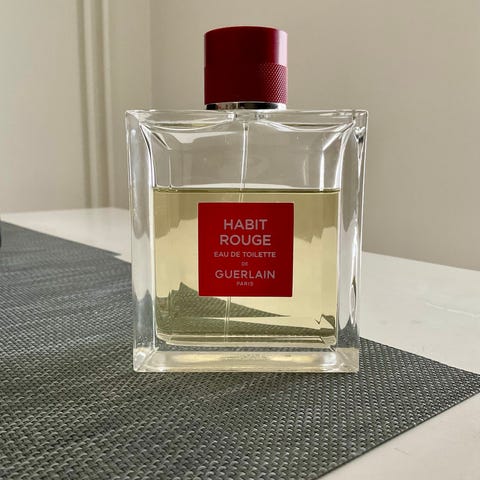 HABIT
ROUGE
EAU DE TOILETTE
DE
GUERLAIN
PARIS